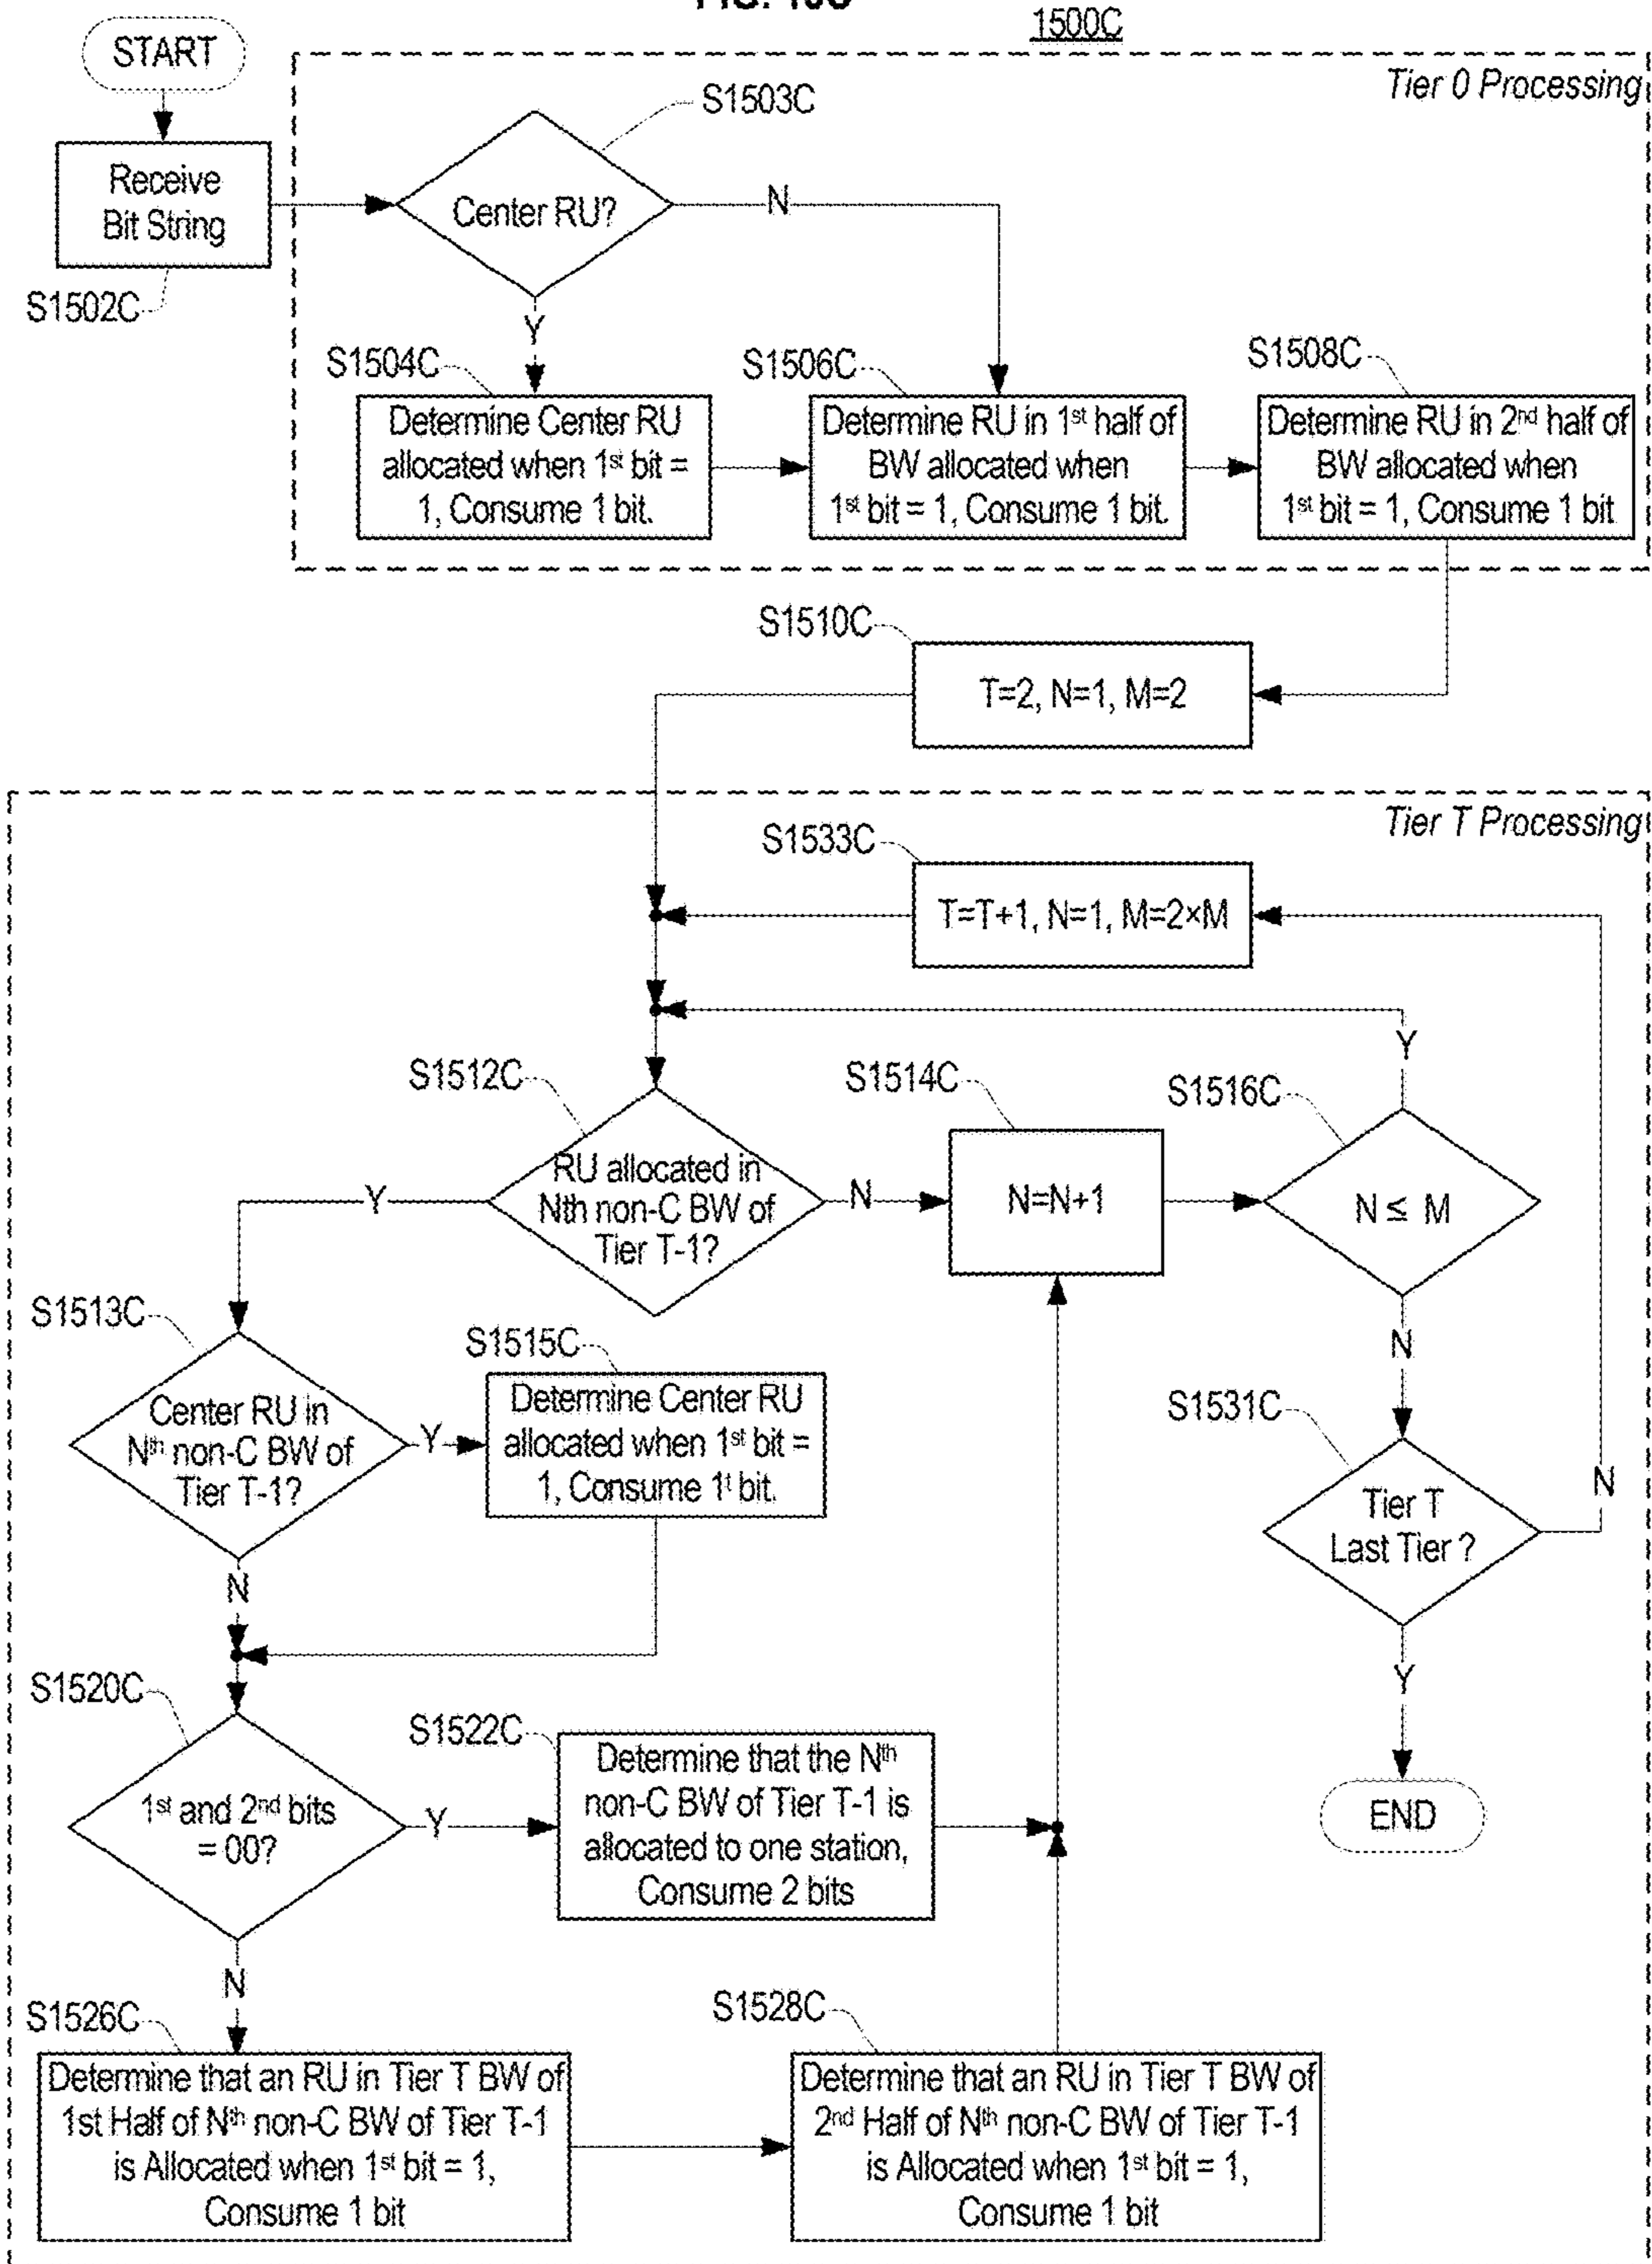 1500C
START
Tier 0 Processing
S1503C
Receive
Bit String
Center RU?
N
S1502C
Y
S1504C
S1506C
S1508C
Determine Center RU
allocated when 1st bit =
1, Consume 1 bit.
Determine RU in 1st half of
BW allocated when
1st bit = 1, Consume 1 bit.
Determine RU in 2nd half of
BW allocated when
1st bit = 1, Consume 1 bit
S1510C
T=2, N=1, M=2
Tier T Processing
S1533C
T=T+1, N=1, M=2×M
Y
S1512C
S1514C
S1516C
RU allocated in
Nth non-C BW of
Tier T-1?
Y
N
N=N+1
N ≤ M
S1513C
S1515C
N
Center RU in
Nth non-C BW of
Tier T-1?
Y
Determine Center RU
allocated when 1st bit =
1, Consume 1t bit.
S1531C
Tier T
Last Tier ?
N
N
Y
S1520C
S1522C
1st and 2nd bits
= 00?
Y
Determine that the Nth
non-C BW of Tier T-1 is
allocated to one station,
Consume 2 bits
END
N
S1526C
S1528C
Determine that an RU in Tier T BW of
1st Half of Nth non-C BW of Tier T-1
is Allocated when 1st bit = 1,
Consume 1 bit
Determine that an RU in Tier T BW of
2nd Half of Nth non-C BW of Tier T-1
is Allocated when 1st bit = 1,
Consume 1 bit